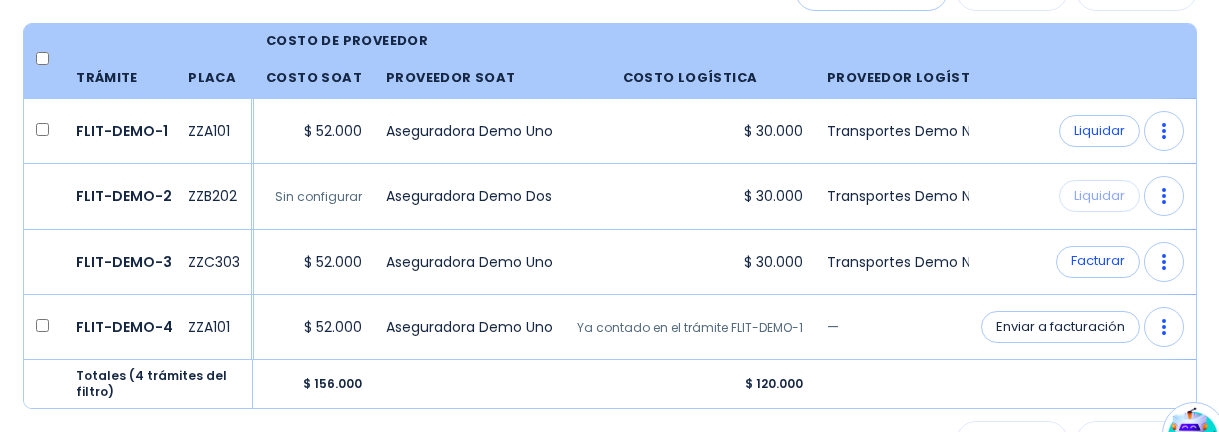 COSTO DE PROVEEDOR
TRÁMITE PLACA COSTO SOAT PROVEEDOR SOAT COSTO LOGÍSTICA PROVEEDOR LOGÍST
FLIT-DEMO-1 ZZA101 $ 52.000 Aseguradora Demo Uno $ 30.000 Transportes Demo N Liquidar
FLIT-DEMO-2 ZZB202 Sin configurar Aseguradora Demo Dos $ 30.000 Transportes Demo N Liquidar
FLIT-DEMO-3 ZZC303 $ 52.000 Aseguradora Demo Uno $ 30.000 Transportes Demo N Facturar
FLIT-DEMO-4 ZZA101 $ 52.000 Aseguradora Demo Uno Ya contado en el trámite FLIT-DEMO-1 — Enviar a facturación
Totales (4 trámites del
filtro) $ 156.000 $ 120.000